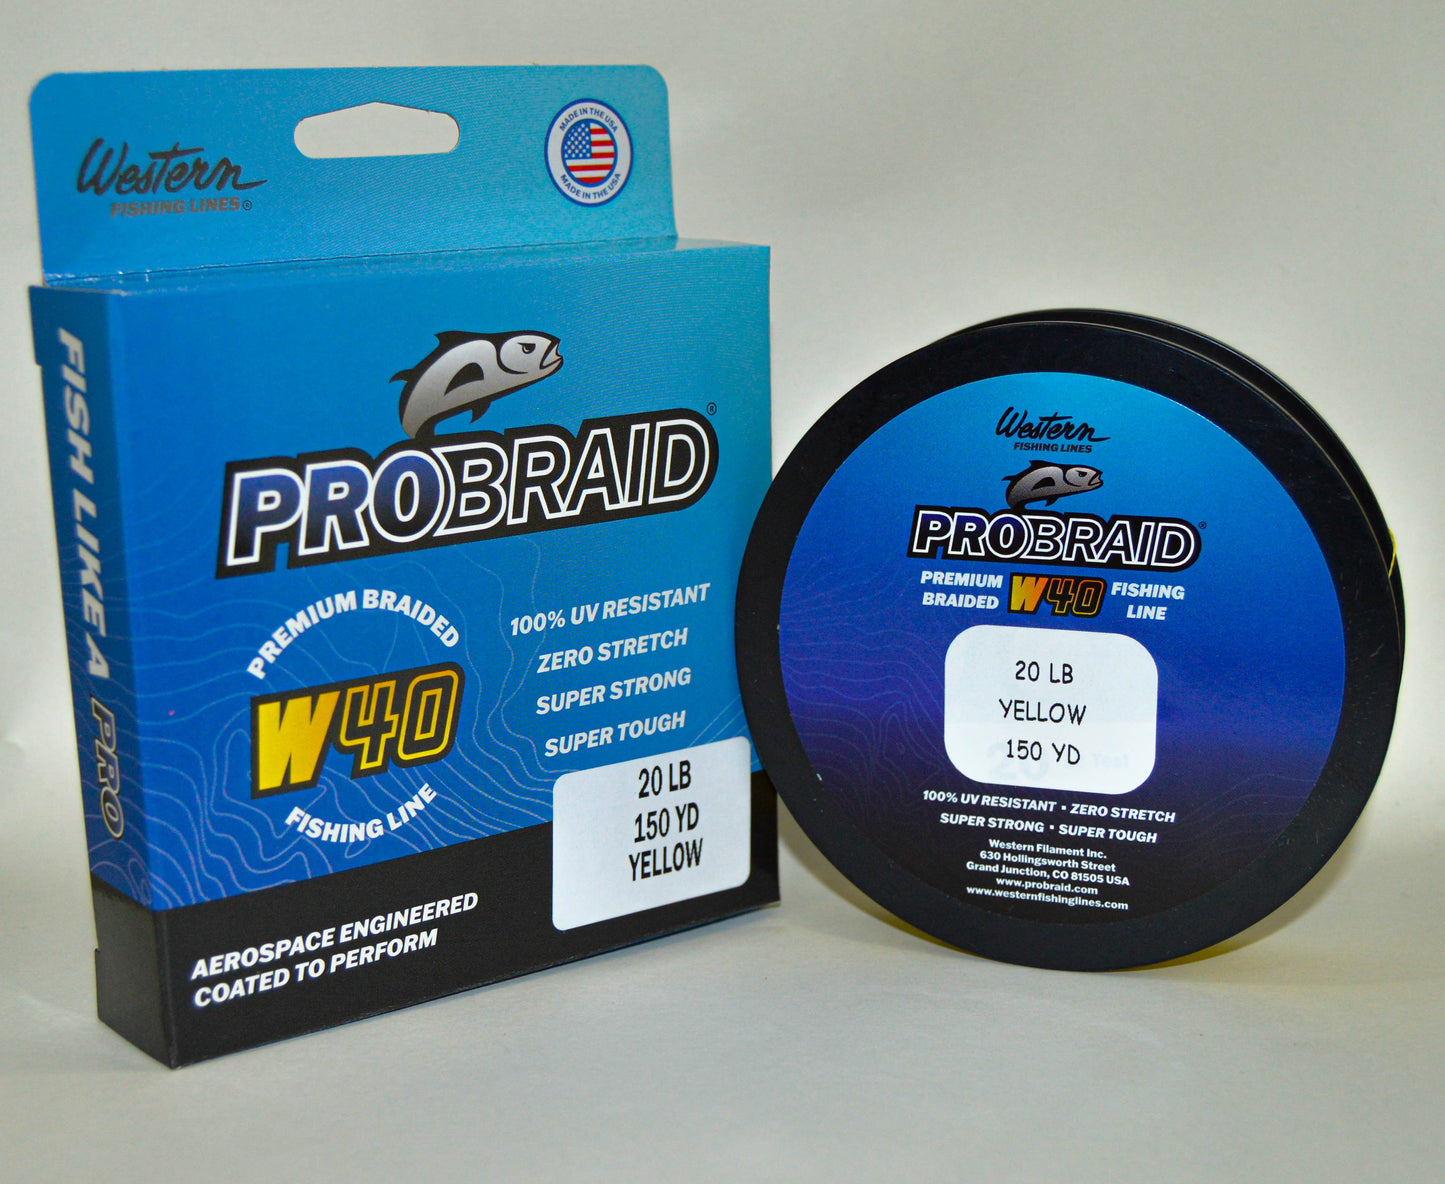 Western
FISHING LINES®
MADE IN THE USA
MADE IN THE USA
FISH LIKE A PRO
PROBRAID®
PREMIUM BRAIDED
W40
FISHING LINE
100% UV RESISTANT
ZERO STRETCH
SUPER STRONG
SUPER TOUGH
20 LB
150 YD
YELLOW
AEROSPACE ENGINEERED
COATED TO PERFORM
Western
FISHING LINES
PROBRAID®
PREMIUM BRAIDED W40 FISHING LINE
20 LB
YELLOW
150 YD
100% UV RESISTANT ▪ ZERO STRETCH
SUPER STRONG ▪ SUPER TOUGH
Western Filament Inc.
630 Hollingsworth Street
Grand Junction, CO 81505 USA
www.probraid.com
www.westernfishinglines.com